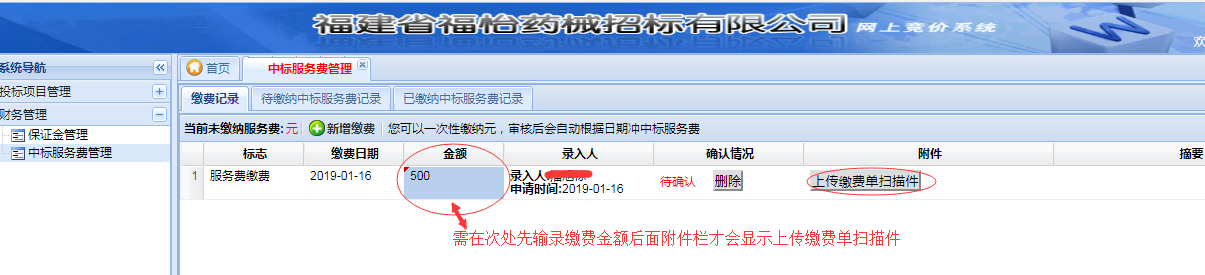 福建省福怡药械招标有限公司 网上竞价系统
欢
系统导航
首页 中标服务费管理
投标项目管理
财务管理
保证金管理
中标服务费管理
缴费记录 待缴纳中标服务费记录 已缴纳中标服务费记录
当前未缴纳服务费: 元 新增缴费 您可以一次性缴纳元，审核后会自动根据日期冲中标服务费
标志 缴费日期 金额 录入人 确认情况 附件 摘要
1 服务费缴费 2019-01-16 500 录入人 待确认 删除 上传缴费单扫描件
申请时间:2019-01-16
需在次处先输录缴费金额后面附件栏才会显示上传缴费单扫描件